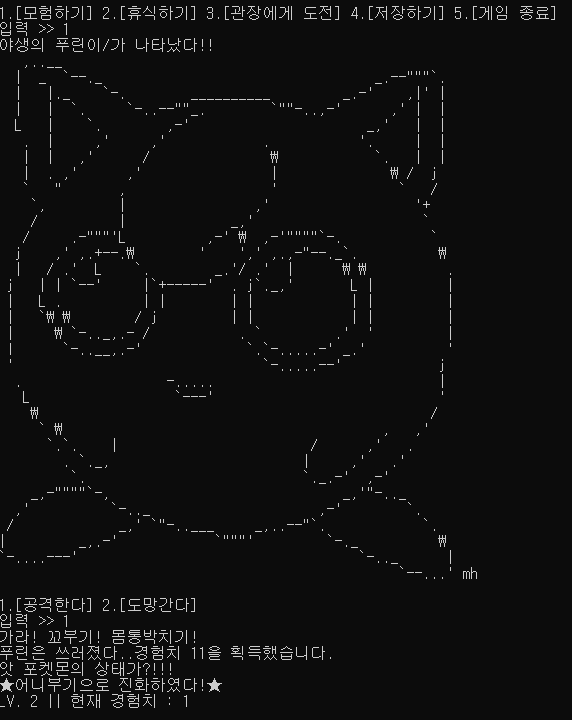 1.[모험하기] 2.[휴식하기] 3.[관장에게 도전] 4.[저장하기] 5.[게임 종료]
입력 >> 1
야생의 푸린이/가 나타났다!!
mh
1.[공격한다] 2.[도망간다]
입력 >> 1
가라! 꼬부기! 몸통박치기!
푸린은 쓰러졌다..경험치 11을 획득했습니다.
앗 포켓몬의 상태가?!!!
★어니부기으로 진화하였다!★
LV. 2 || 현재 경험치 : 1